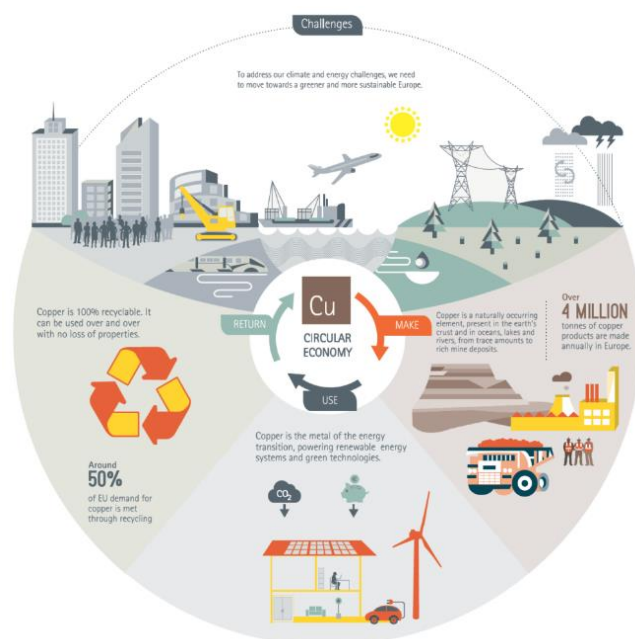 Challenges
To address our climate and energy challenges, we need
to move towards a greener and more sustainable Europe.
Cu
CIRCULAR
ECONOMY
RETURN
MAKE
USE
Copper is 100% recyclable. It
can be used over and over
with no loss of properties.
Around
50%
of EU demand for
copper is met
through recycling
Copper is a naturally occurring
element, present in the earth's
crust and in oceans, lakes and
rivers, from trace amounts to
rich mine deposits.
Over
4 MILLION
tonnes of copper
products are made
annually in Europe.
Copper is the metal of the energy
transition, powering renewable energy
systems and green technologies.
CO2